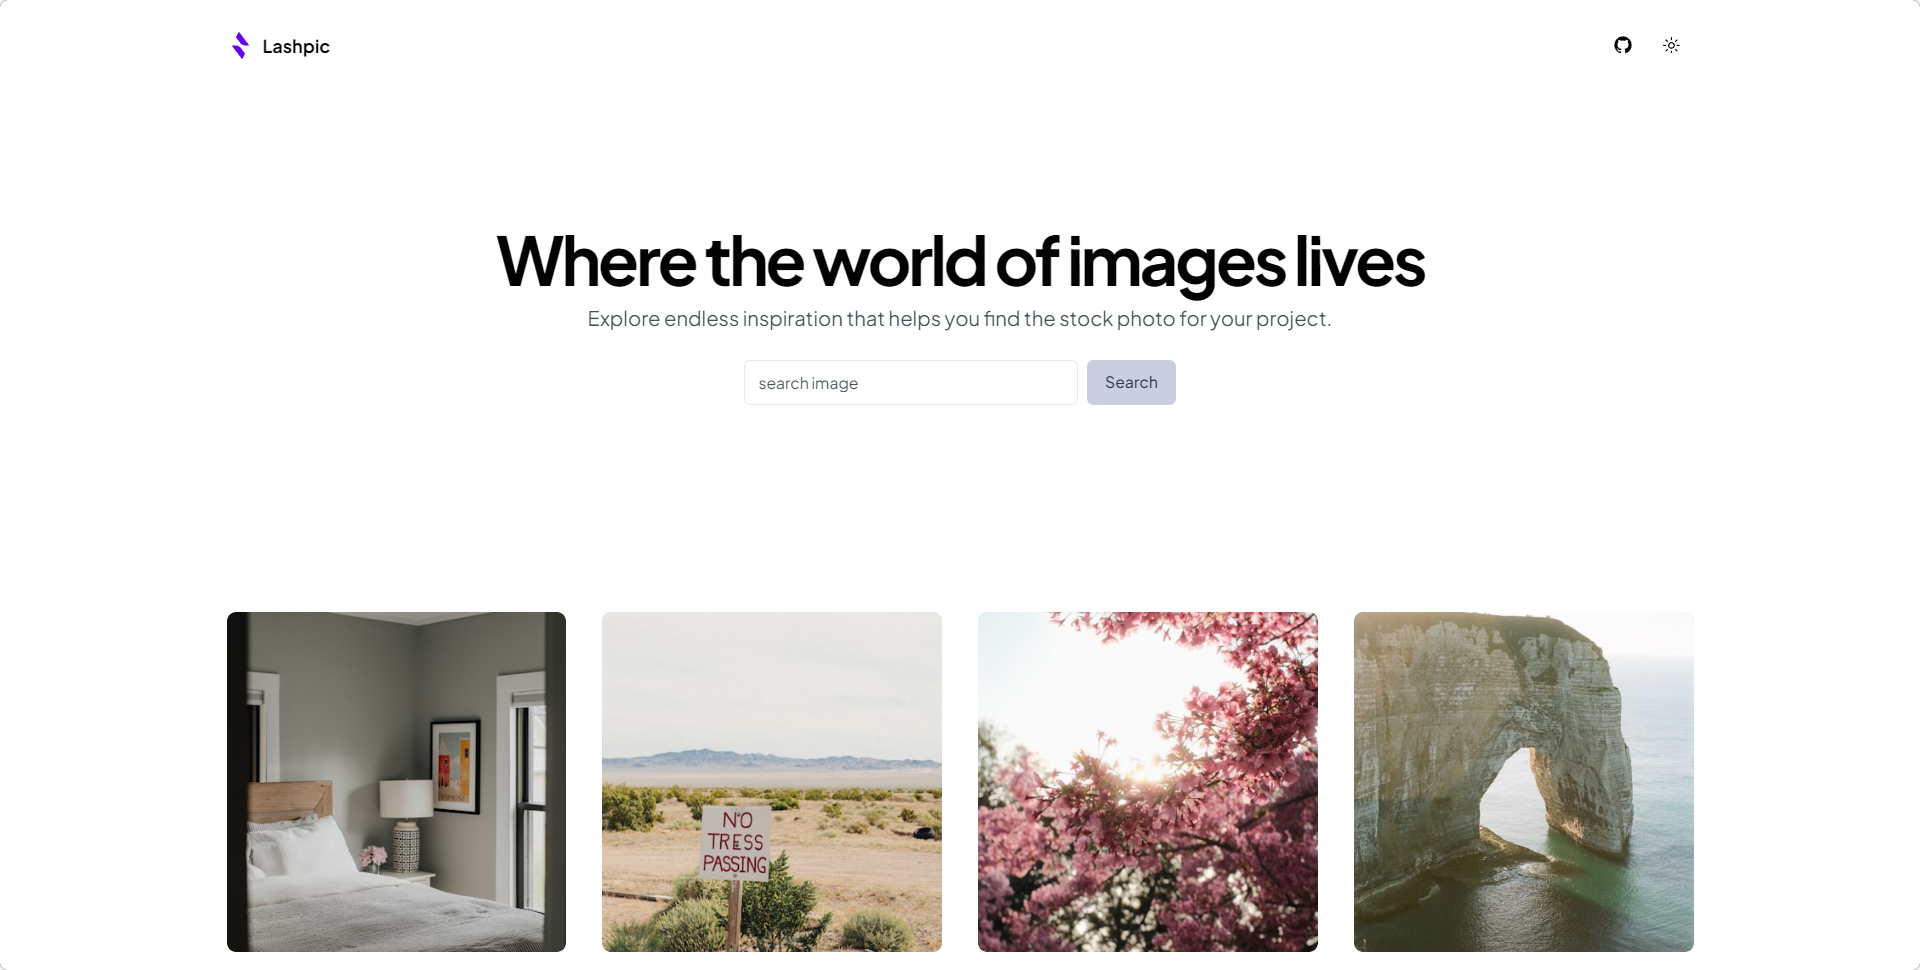 Lashpic
Where the world of images lives
Explore endless inspiration that helps you find the stock photo for your project.
search image
Search
NO
TRESS
PASSING